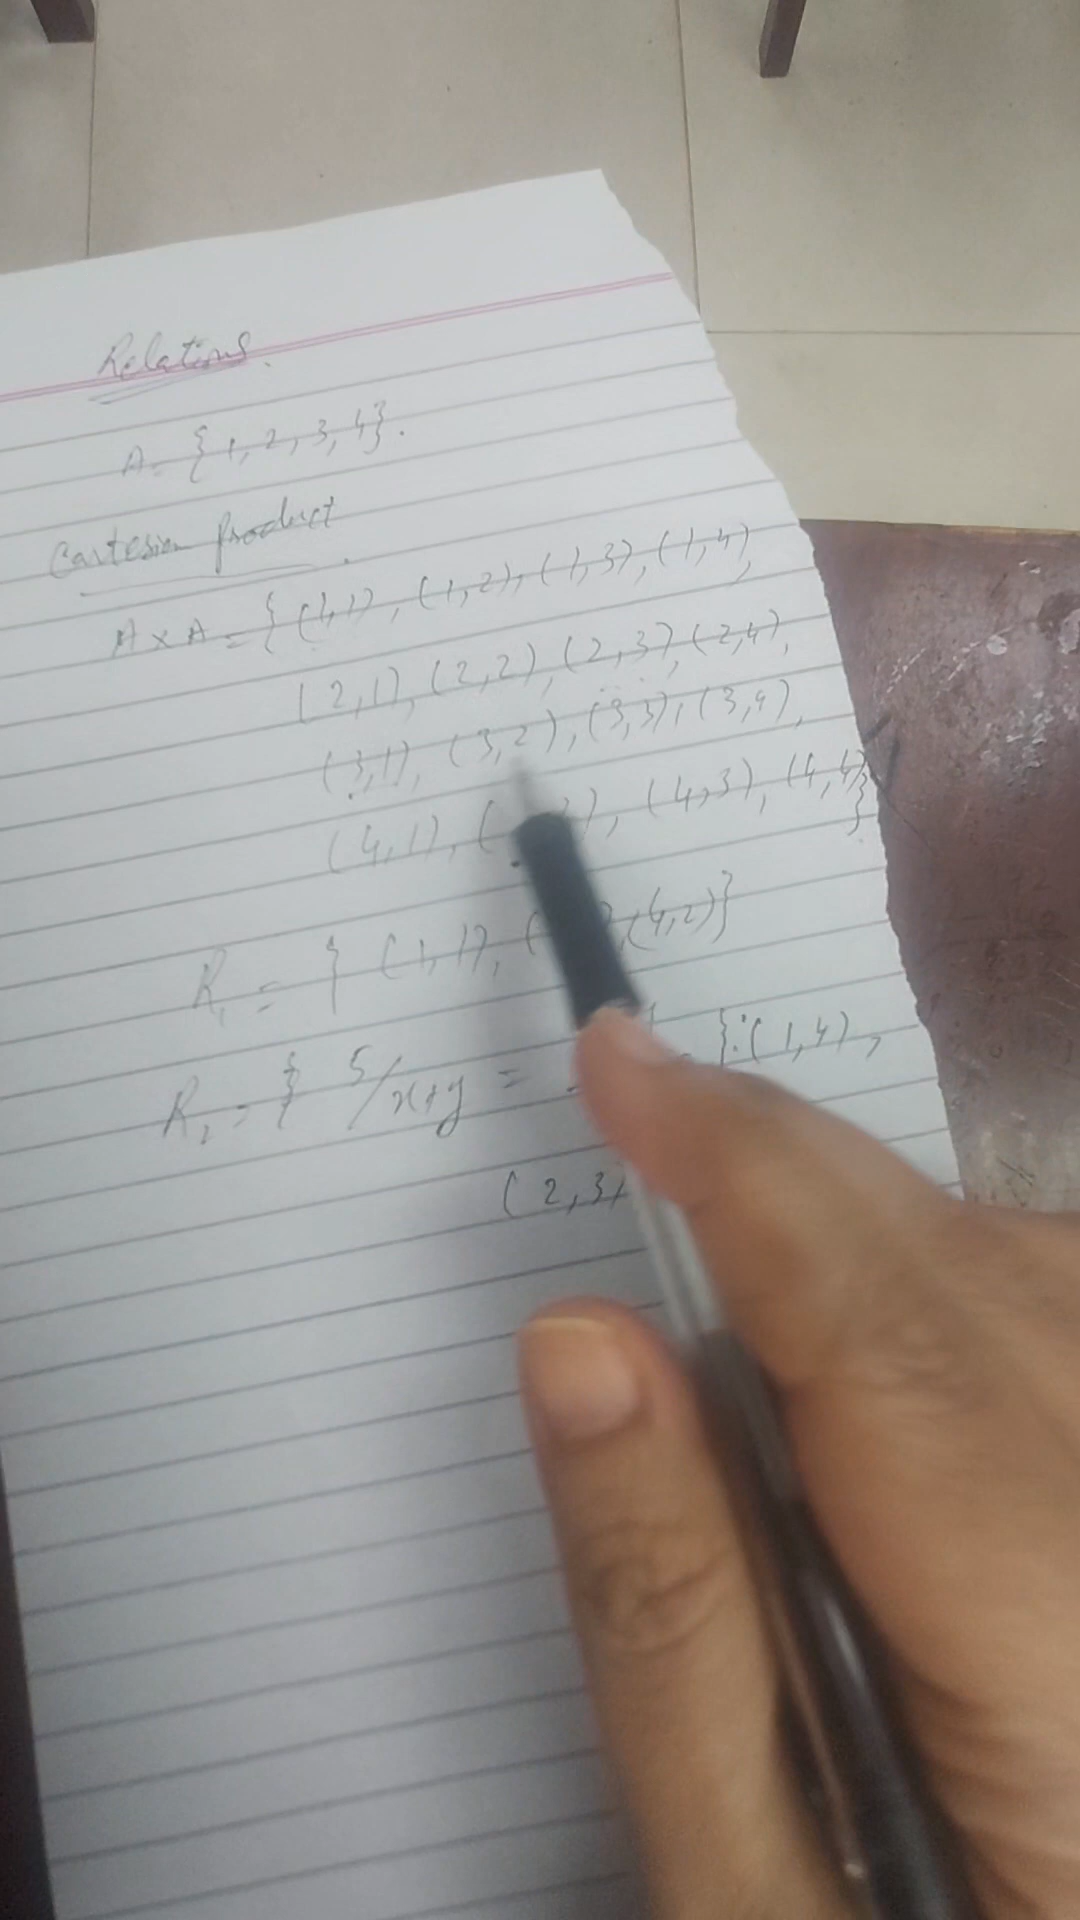 Relations.
A = {1, 2, 3, 4}.
Cartesian product.
A × A = {(1,1), (1,2), (1,3), (1,4),
(2,1), (2,2), (2,3), (2,4),
(3,1), (3,2), (3,3), (3,4),
(4,1), ( ), (4,3), (4,4)}
R₁ = { (1,1), ( , (4,2)}
R₂ = { 5/x+y = }:(1,4),
(2,3)